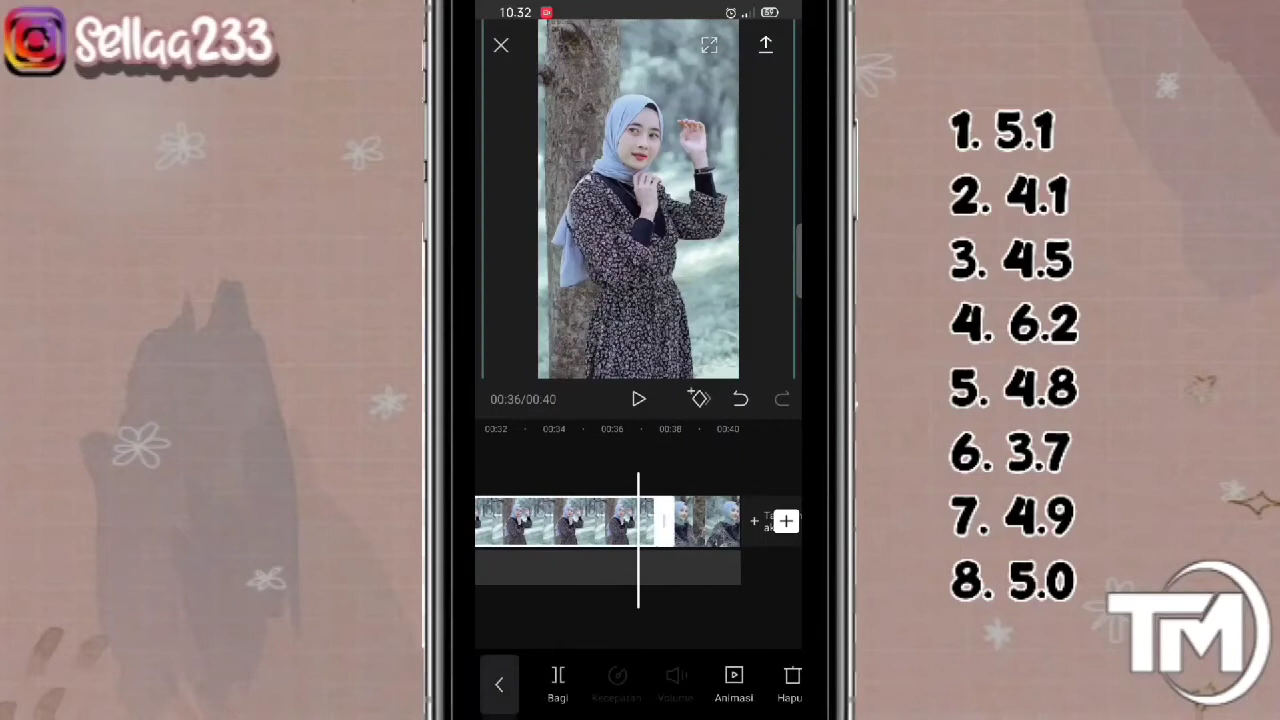 sellaa233
10.32
1. 5.1
2. 4.1
3. 4.5
4. 6.2
5. 4.8
6. 3.7
7. 4.9
8. 5.0
00:36/00:40
00:32 00:34 00:36 00:38 00:40
Bagi Kecepatan Volume Animasi Hapu
TM